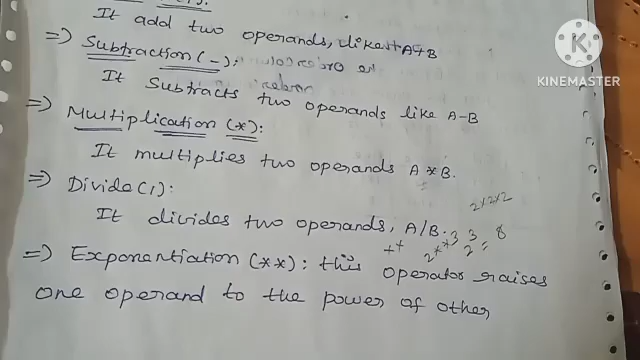 It add two operands, like A+B
=) Subtraction (-):
It Subtracts two operands like A-B
=) Multiplication (*):
It multiplies two operands A * B.
=) Divide (/):
It divides two operands, A/B.
2×2×2
++ 2**3 2³ = 8
=) Exponentiation (**): this operator raises
one operand to the power of other
K
KINEMASTER